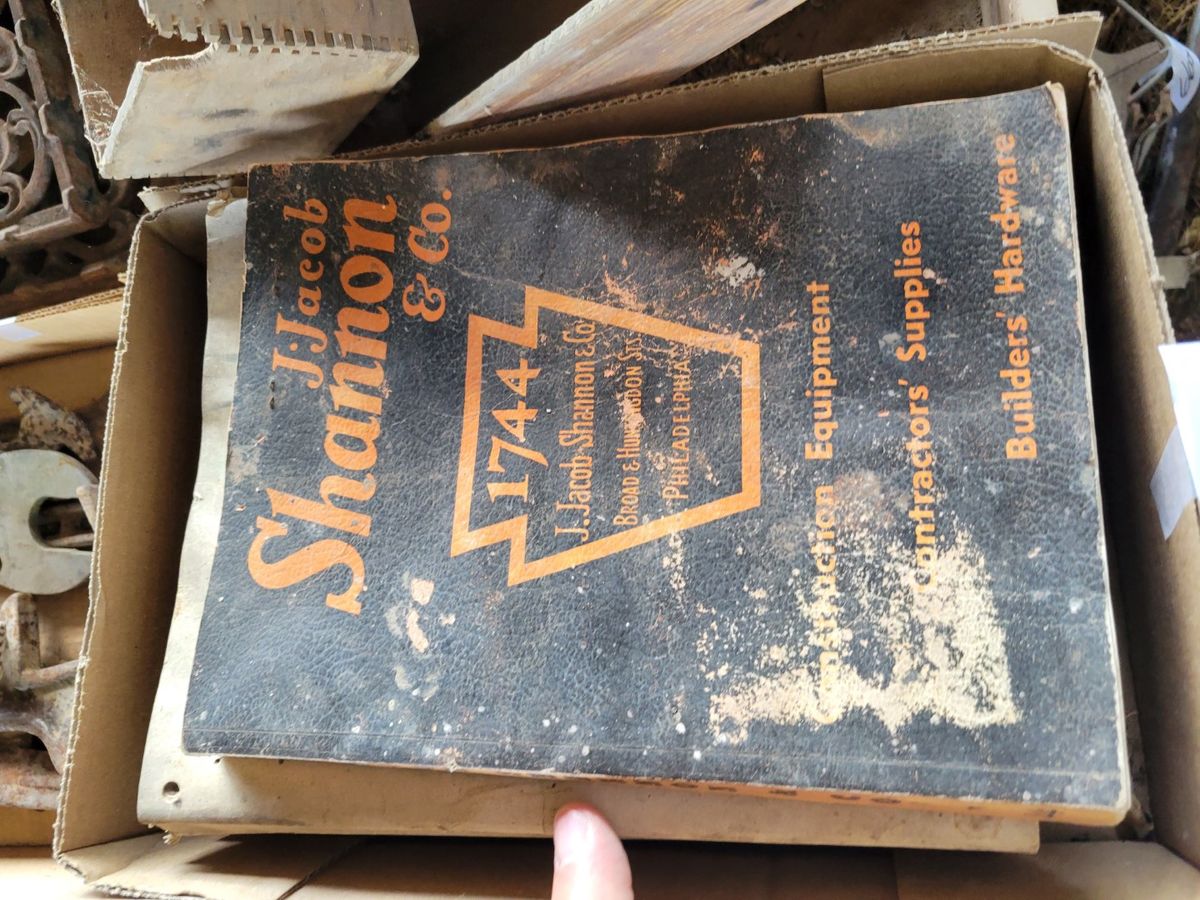 J. Jacob
Shannon
& Co.
1744
J. Jacob Shannon & Co.
BROAD & HUNTINGDON STS.
PHILADELPHIA
Construction Equipment
Contractors' Supplies
Builders' Hardware